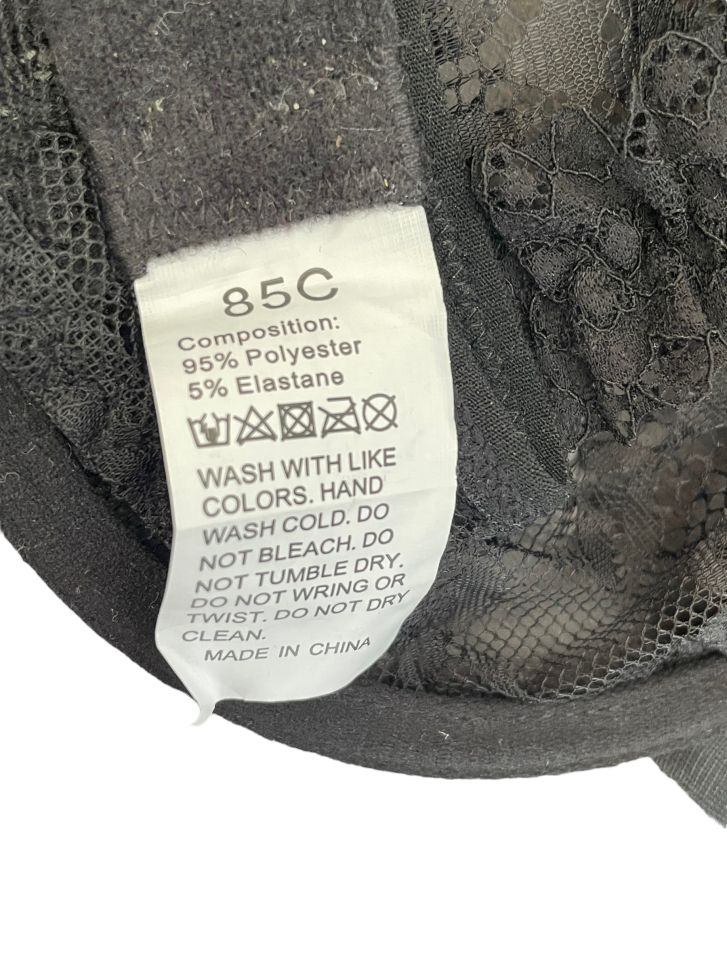 85C
Composition:
95% Polyester
5% Elastane
WASH WITH LIKE
COLORS. HAND
WASH COLD. DO
NOT BLEACH. DO
NOT TUMBLE DRY.
DO NOT WRING OR
TWIST. DO NOT DRY
CLEAN.
MADE IN CHINA